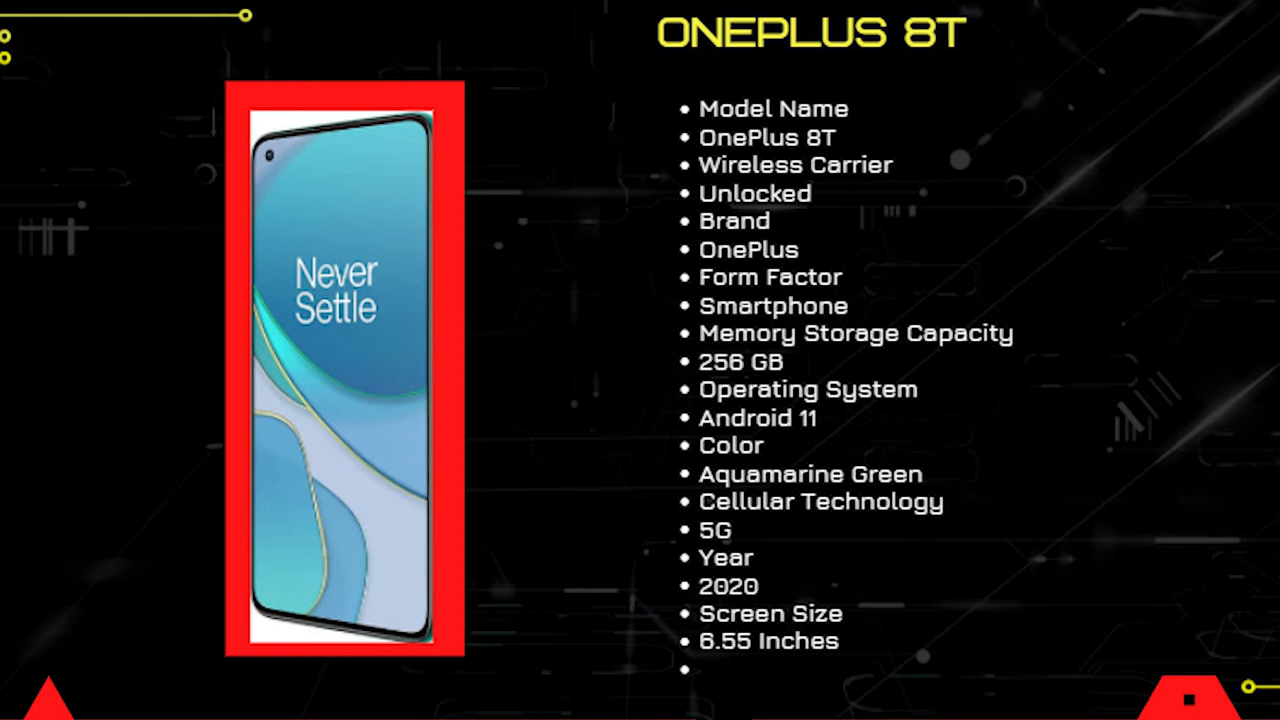 ONEPLUS 8T
Never
Settle
• Model Name
• OnePlus 8T
• Wireless Carrier
• Unlocked
• Brand
• OnePlus
• Form Factor
• Smartphone
• Memory Storage Capacity
• 256 GB
• Operating System
• Android 11
• Color
• Aquamarine Green
• Cellular Technology
• 5G
• Year
• 2020
• Screen Size
• 6.55 Inches
•